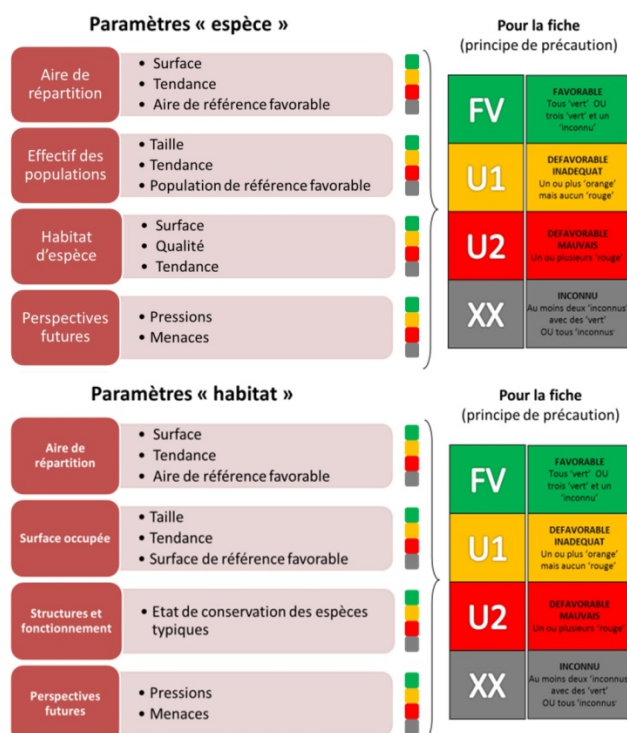 Paramètres « espèce »
Pour la fiche
(principe de précaution)
Aire de
répartition
• Surface
• Tendance
• Aire de référence favorable
Effectif des
populations
• Taille
• Tendance
• Population de référence favorable
Habitat
d'espèce
• Surface
• Qualité
• Tendance
Perspectives
futures
• Pressions
• Menaces
FV
FAVORABLE
Tous 'vert' OU
trois 'vert' et un
'inconnu'
U1
DEFAVORABLE
INADEQUAT
Un ou plus 'orange'
mais aucun 'rouge'
U2
DEFAVORABLE
MAUVAIS
Un ou plusieurs 'rouge'
XX
INCONNU
Au moins deux 'inconnus'
avec des 'vert'
OU tous 'inconnus'
Paramètres « habitat »
Pour la fiche
(principe de précaution)
Aire de
répartition
• Surface
• Tendance
• Aire de référence favorable
Surface occupée
• Taille
• Tendance
• Surface de référence favorable
Structures et
fonctionnement
• Etat de conservation des espèces
typiques
Perspectives
futures
• Pressions
• Menaces
FV
FAVORABLE
Tous 'vert' OU
trois 'vert' et un
'inconnu'
U1
DEFAVORABLE
INADEQUAT
Un ou plus 'orange'
mais aucun 'rouge'
U2
DEFAVORABLE
MAUVAIS
Un ou plusieurs 'rouge'
XX
INCONNU
Au moins deux 'inconnus'
avec des 'vert'
OU tous 'inconnus'